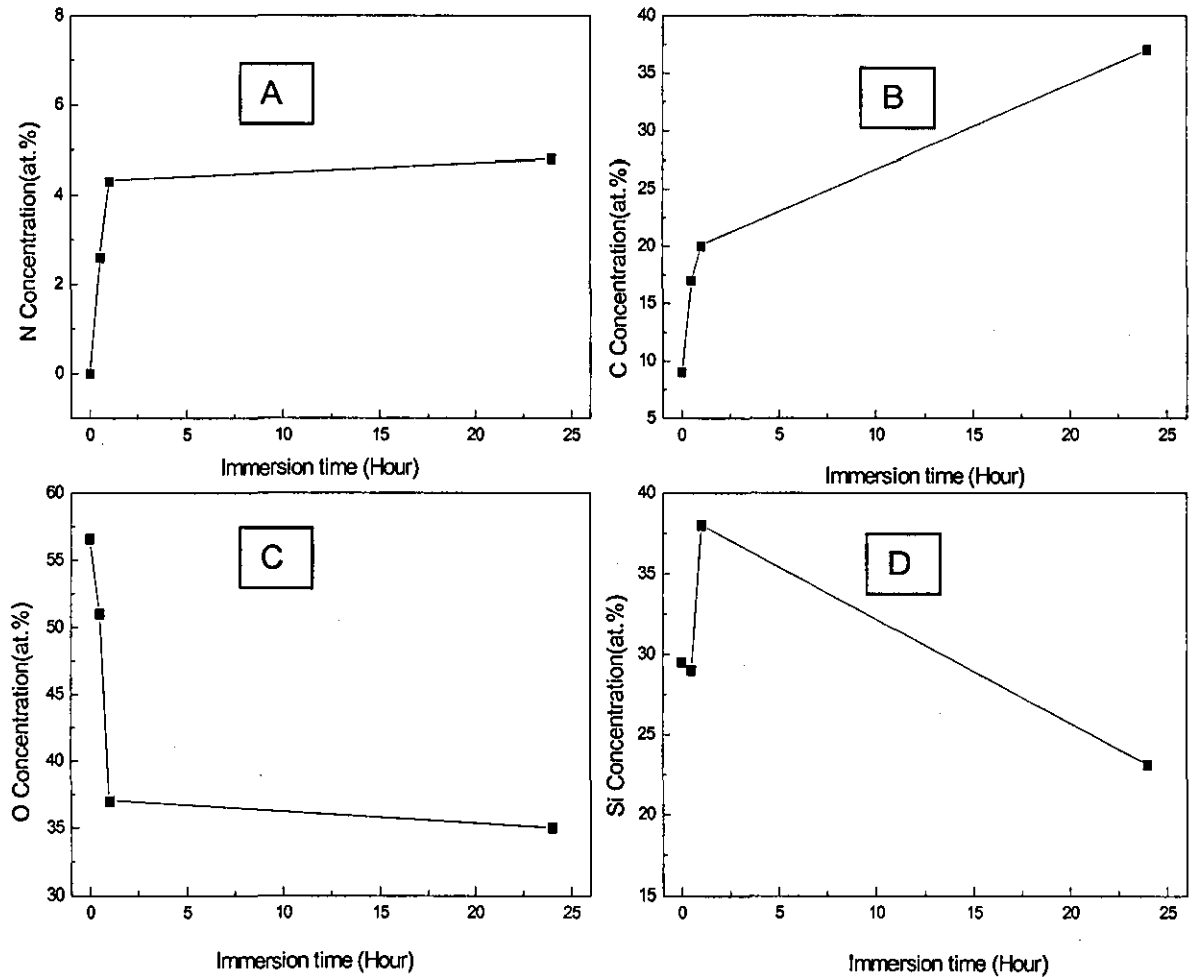 8
6
4
2
0
N Concentration(at.%)
A
0 5 10 15 20 25
Immersion time (Hour)
40
35
30
25
20
15
10
5
C Concentration(at.%)
B
0 5 10 15 20 25
Immersion time (Hour)
60
55
50
45
40
35
30
O Concentration(at.%)
C
0 5 10 15 20 25
Immersion time (Hour)
40
35
30
25
20
15
Si Concentration(at.%)
D
0 5 10 15 20 25
Immersion time (Hour)